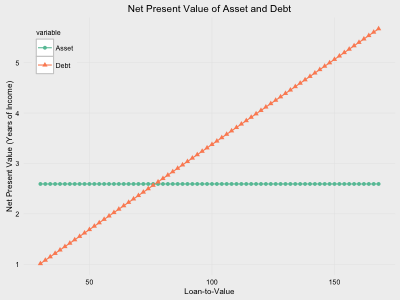 Net Present Value of Asset and Debt
variable
Asset
Debt
Net Present Value (Years of Income)
5
4
3
2
1
50
100
150
Loan-to-Value